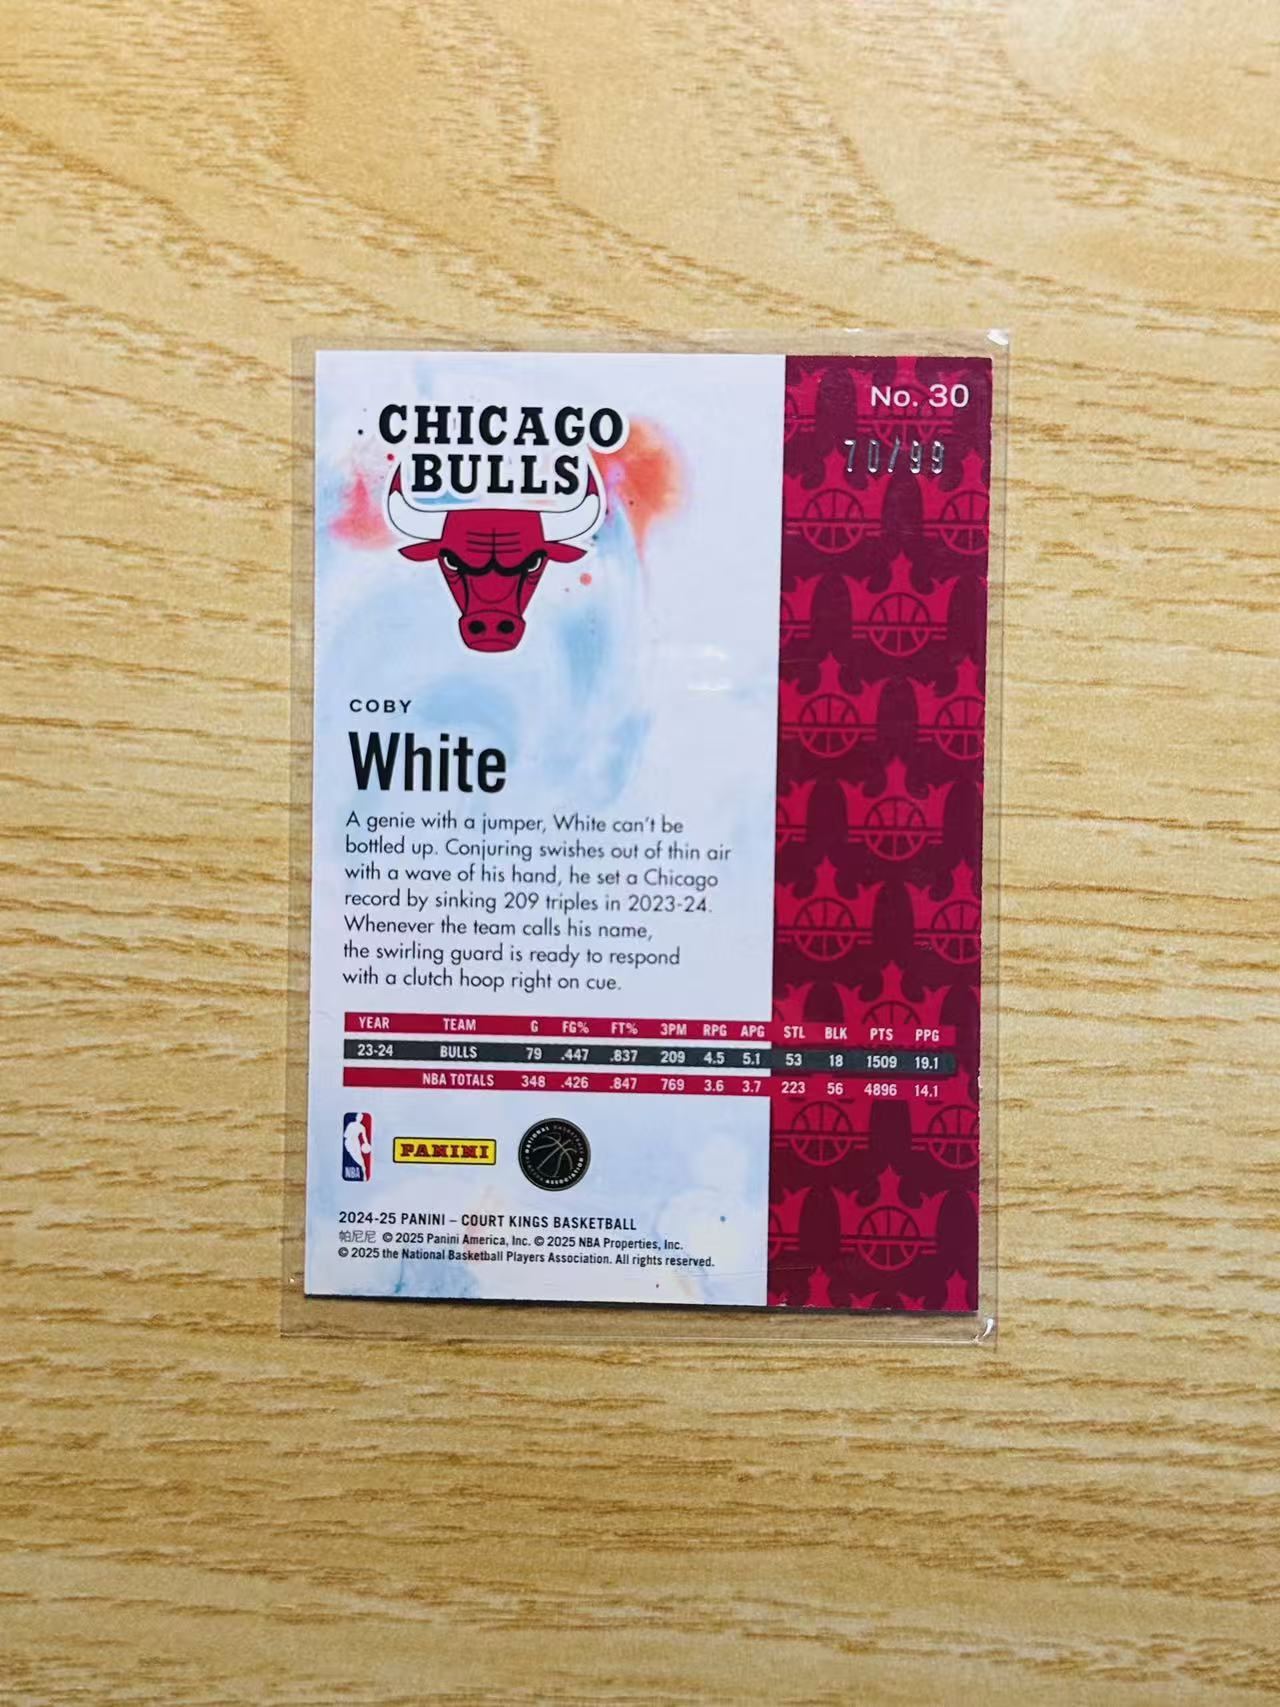 No. 30
70/99
CHICAGO
BULLS
COBY
White
A genie with a jumper, White can't be
bottled up. Conjuring swishes out of thin air
with a wave of his hand, he set a Chicago
record by sinking 209 triples in 2023-24.
Whenever the team calls his name,
the swirling guard is ready to respond
with a clutch hoop right on cue.
YEAR TEAM G FG% FT% 3PM RPG APG STL BLK PTS PPG
23-24 BULLS 79 .447 .837 209 4.5 5.1 53 18 1509 19.1
NBA TOTALS 348 .426 .847 769 3.6 3.7 223 56 4896 14.1
NBA
PANINI
2024-25 PANINI – COURT KINGS BASKETBALL
帕尼尼 © 2025 Panini America, Inc. © 2025 NBA Properties, Inc.
© 2025 the National Basketball Players Association. All rights reserved.